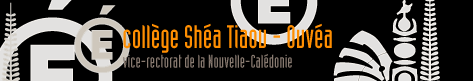 collège Shéa Tiaou - Ouvéa
Vice-rectorat de la Nouvelle-Calédonie